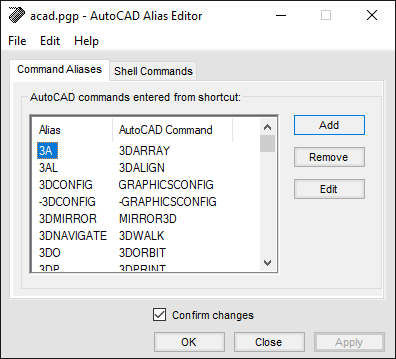 acad.pgp - AutoCAD Alias Editor
File Edit Help
Command Aliases Shell Commands
AutoCAD commands entered from shortcut:
Alias AutoCAD Command
3A 3DARRAY
3AL 3DALIGN
3DCONFIG GRAPHICSCONFIG
-3DCONFIG -GRAPHICSCONFIG
3DMIRROR MIRROR3D
3DNAVIGATE 3DWALK
3DO 3DORBIT
3DP 3DPRINT
Add
Remove
Edit
Confirm changes
OK Close Apply